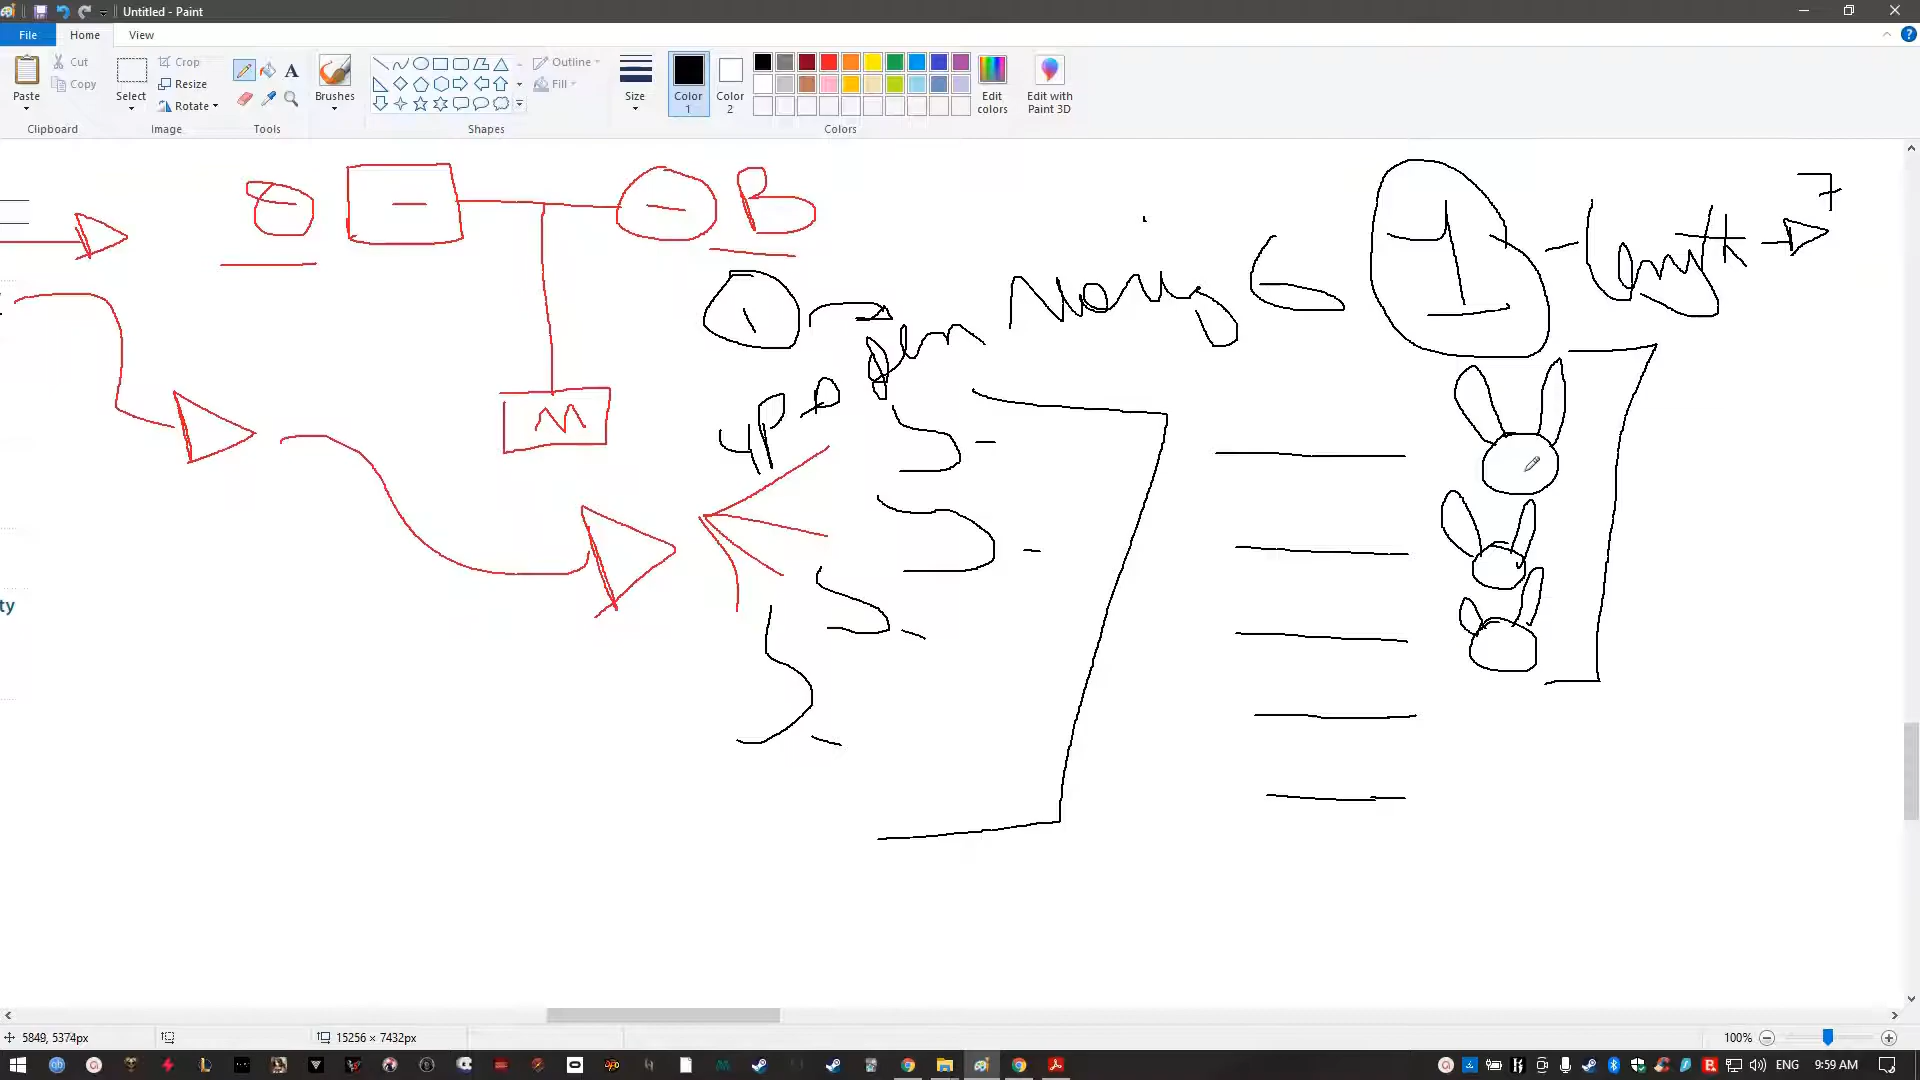 Untitled - Paint
File
Home
View
Paste
Cut
Copy
Clipboard
Select
Crop
Resize
Rotate
Image
A
Tools
Brushes
Outline
Fill
Shapes
Size
Color 1
Color 2
Edit colors
Edit with Paint 3D
Colors
B
M
ty
5849, 5374px
15256 × 7432px
100%
ENG
9:59 AM